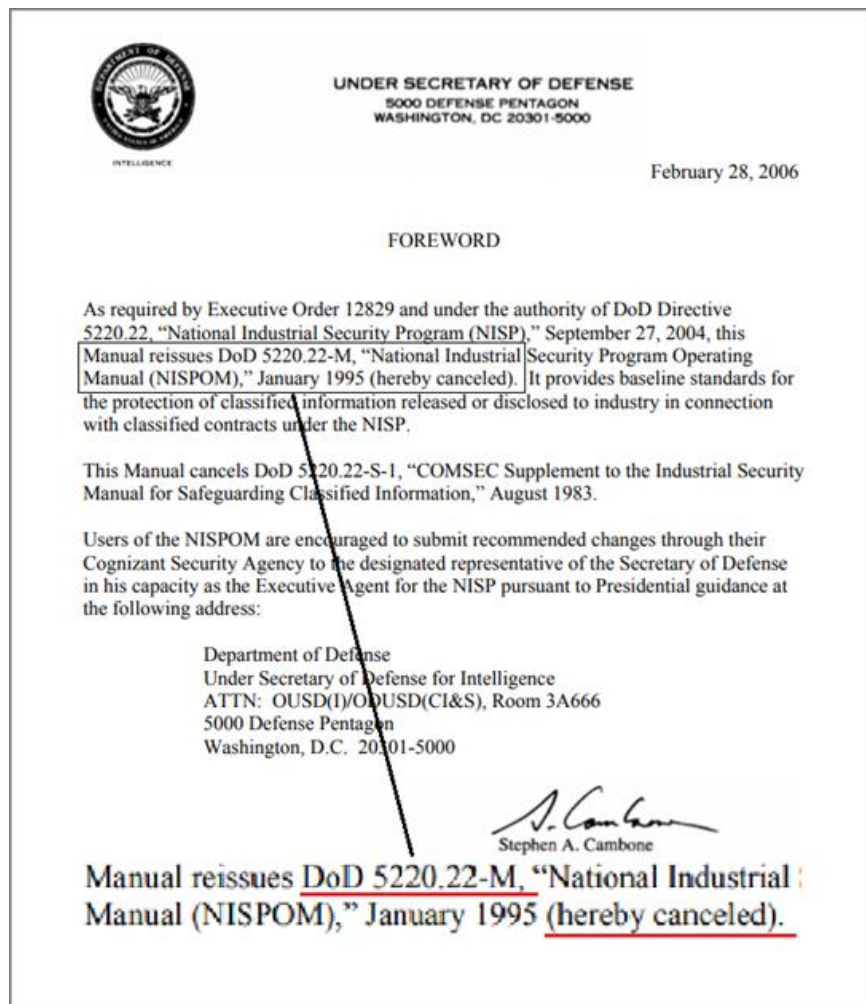 DEPARTMENT OF DEFENSE
UNITED STATES OF AMERICA
INTELLIGENCE
UNDER SECRETARY OF DEFENSE
5000 DEFENSE PENTAGON
WASHINGTON, DC 20301-5000
February 28, 2006
FOREWORD
As required by Executive Order 12829 and under the authority of DoD Directive
5220.22, “National Industrial Security Program (NISP),” September 27, 2004, this
Manual reissues DoD 5220.22-M, “National Industrial Security Program Operating
Manual (NISPOM),” January 1995 (hereby canceled). It provides baseline standards for
the protection of classified information released or disclosed to industry in connection
with classified contracts under the NISP.
This Manual cancels DoD 5220.22-S-1, “COMSEC Supplement to the Industrial Security
Manual for Safeguarding Classified Information,” August 1983.
Users of the NISPOM are encouraged to submit recommended changes through their
Cognizant Security Agency to the designated representative of the Secretary of Defense
in his capacity as the Executive Agent for the NISP pursuant to Presidential guidance at
the following address:
Department of Defense
Under Secretary of Defense for Intelligence
ATTN: OUSD(I)/ODUSD(CI&S), Room 3A666
5000 Defense Pentagon
Washington, D.C. 20301-5000
Stephen A. Cambone
Manual reissues DoD 5220.22-M, “National Industrial
Manual (NISPOM),” January 1995 (hereby canceled).